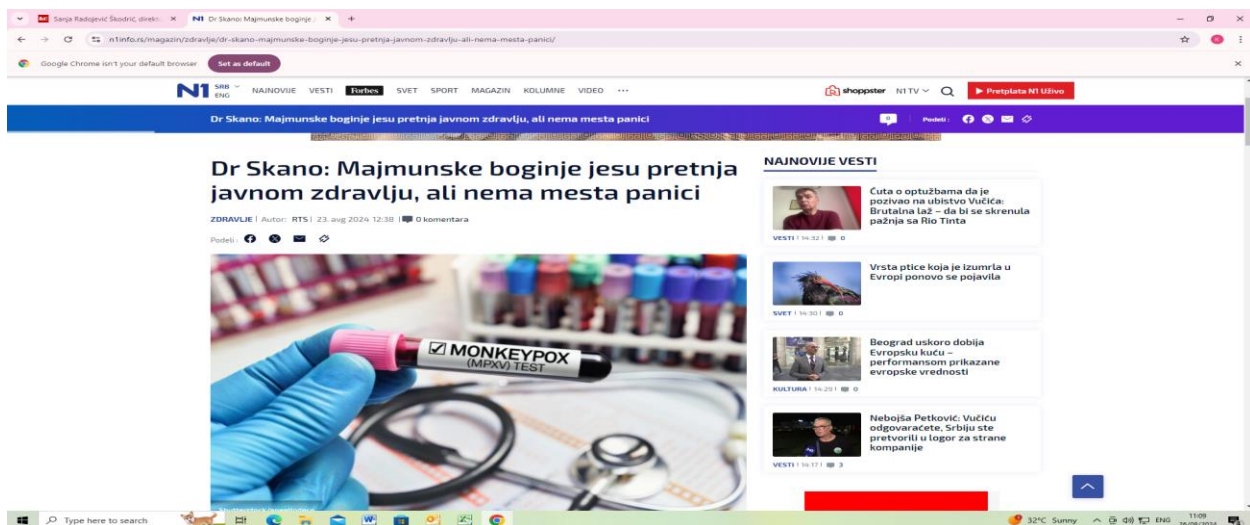 Sanja Radojević Škodrić, direkto
N1 Dr Skano: Majmunske boginje j
n1info.rs/magazin/zdravlje/dr-skano-majmunske-boginje-jesu-pretnja-javnom-zdravlju-ali-nema-mesta-panici/
Google Chrome isn't your default browser Set as default
N1 SRB ENG NAJNOVIJE VESTI Forbes SVET SPORT MAGAZIN KOLUMNE VIDEO ... shoppster N1 TV Pretplata N1 Uživo
Dr Skano: Majmunske boginje jesu pretnja javnom zdravlju, ali nema mesta panici 0 Podeli:
Dr Skano: Majmunske boginje jesu pretnja
javnom zdravlju, ali nema mesta panici
ZDRAVLJE | Autor: RTS | 23. avg 2024 12:38 | 0 komentara
Podeli:
MONKEYPOX
(MPXV) TEST
NAJNOVIJE VESTI
Ćuta o optužbama da je
pozivao na ubistvo Vučića:
Brutalna laž – da bi se skrenula
pažnja sa Rio Tinta
VESTI | 14:32 | 0
Vrsta ptice koja je izumrla u
Evropi ponovo se pojavila
SVET | 14:30 | 0
Beograd uskoro dobija
Evropsku kuću –
performansom prikazane
evropske vrednosti
KULTURA | 14:25 | 0
Nebojša Petković: Vučiću
odgovaraćete, Srbiju ste
pretvorili u logor za strane
kompanije
VESTI | 14:17 | 3
Type here to search
32°C Sunny ENG 11:09